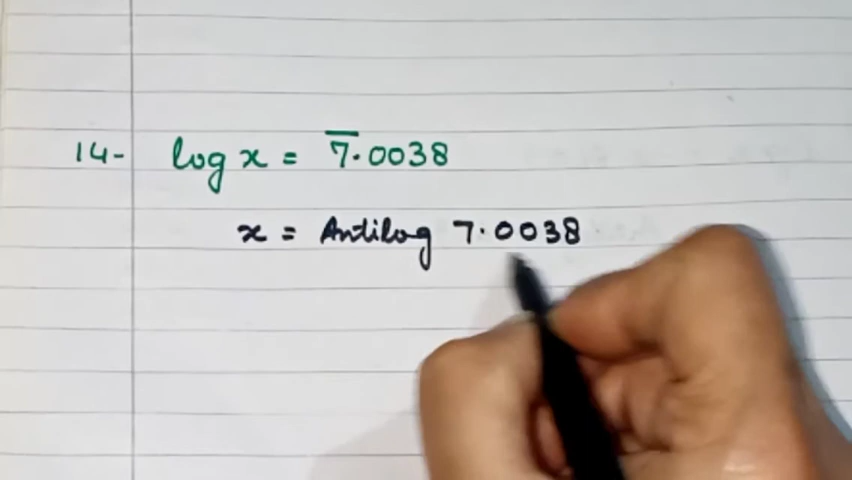 14- log x = 7̅.0038
x = Antilog 7.0038